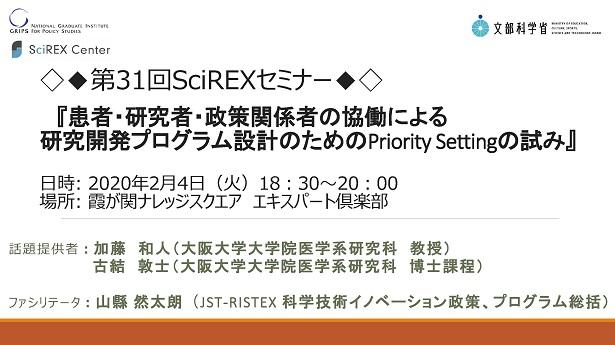 NATIONAL GRADUATE INSTITUTE
GRIPS FOR POLICY STUDIES
SciREX Center
文部科学省
MINISTRY OF EDUCATION,
CULTURE, SPORTS,
SCIENCE AND TECHNOLOGY-JAPAN
◇◆第31回SciREXセミナー◆◇
『患者・研究者・政策関係者の協働による
研究開発プログラム設計のためのPriority Settingの試み』
日時: 2020年2月4日（火）18：30～20：00
場所: 霞が関ナレッジスクエア エキスパート倶楽部
話題提供者：加藤 和人（大阪大学大学院医学系研究科 教授）
古結 敦士（大阪大学大学院医学系研究科 博士課程）
ファシリテータ：山縣 然太朗（JST-RISTEX 科学技術イノベーション政策、プログラム総括）